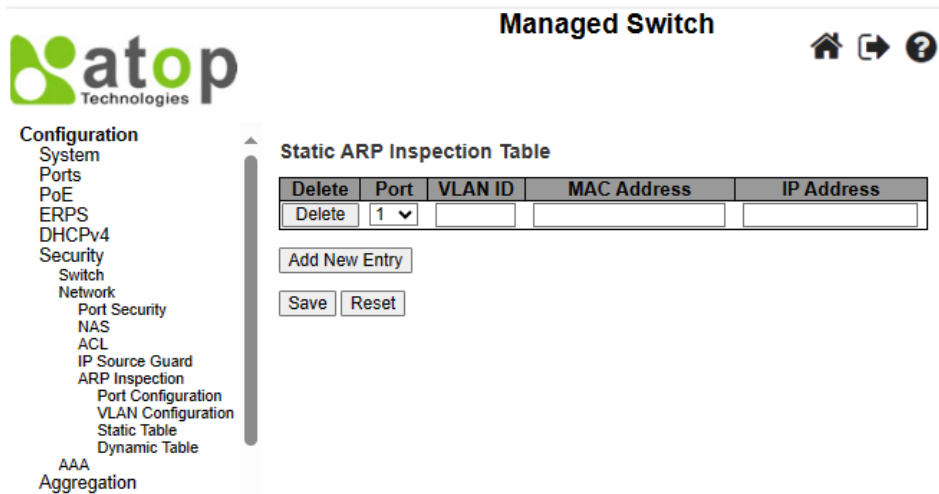 Managed Switch
atop
Technologies
Configuration
System
Ports
PoE
ERPS
DHCPv4
Security
Switch
Network
Port Security
NAS
ACL
IP Source Guard
ARP Inspection
Port Configuration
VLAN Configuration
Static Table
Dynamic Table
AAA
Aggregation
Static ARP Inspection Table
Delete Port VLAN ID MAC Address IP Address
Delete 1
Add New Entry
Save Reset